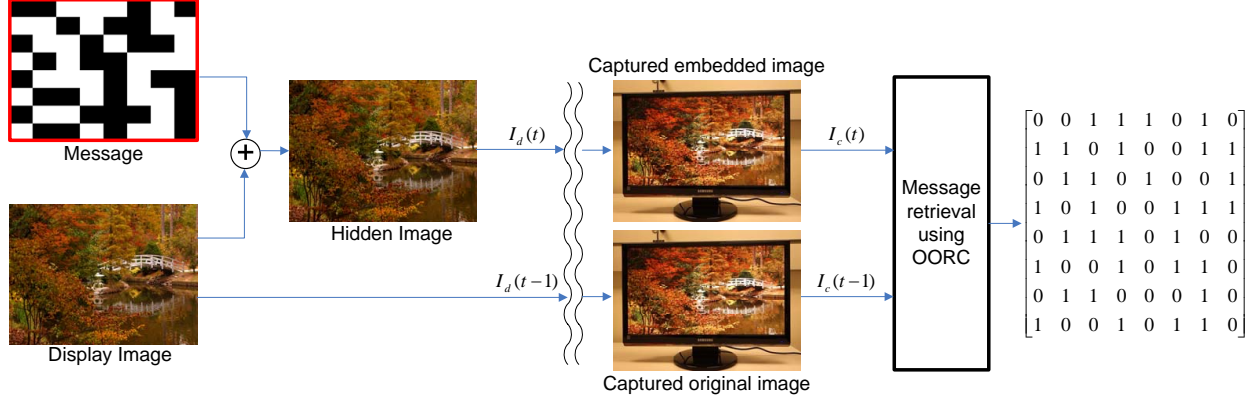 Message
Display Image
+
Hidden Image
I_d(t)
I_d(t−1)
Captured embedded image
SAMSUNG
Captured original image
SAMSUNG
I_c(t)
I_c(t−1)
Message
retrieval
using
OORC
0 0 1 1 1 0 1 0
1 1 0 1 0 0 1 1
0 1 1 0 1 0 0 1
1 0 1 0 0 1 1 1
0 1 1 1 0 1 0 0
1 0 0 1 0 1 1 0
0 1 1 0 0 0 1 0
1 0 0 1 0 1 1 0